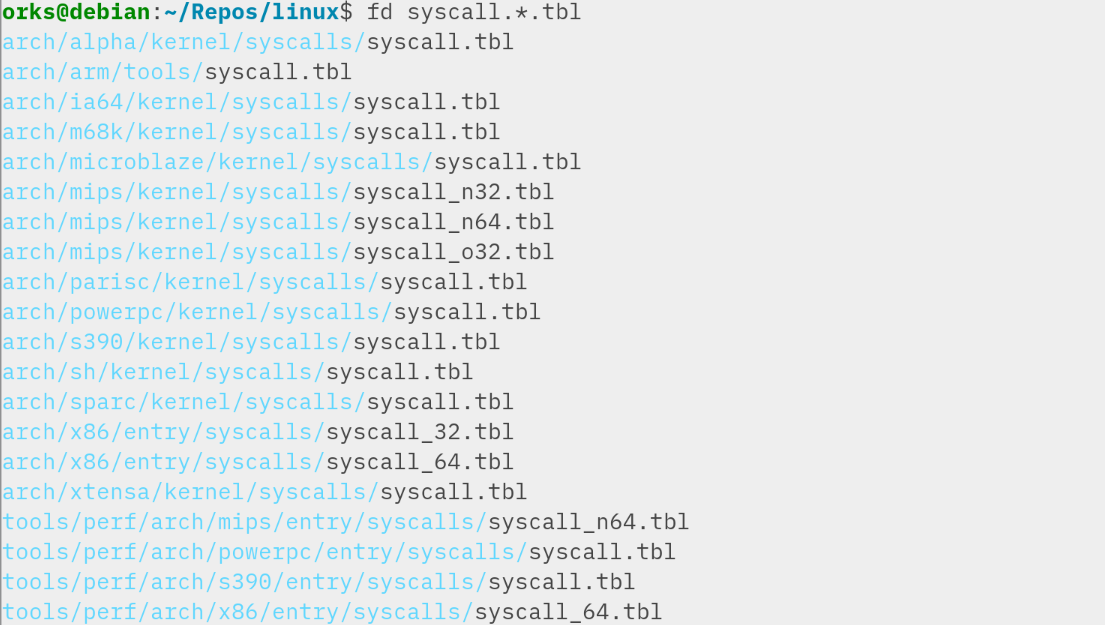 orks@debian:~/Repos/linux$ fd syscall.*.tbl
arch/alpha/kernel/syscalls/syscall.tbl
arch/arm/tools/syscall.tbl
arch/ia64/kernel/syscalls/syscall.tbl
arch/m68k/kernel/syscalls/syscall.tbl
arch/microblaze/kernel/syscalls/syscall.tbl
arch/mips/kernel/syscalls/syscall_n32.tbl
arch/mips/kernel/syscalls/syscall_n64.tbl
arch/mips/kernel/syscalls/syscall_o32.tbl
arch/parisc/kernel/syscalls/syscall.tbl
arch/powerpc/kernel/syscalls/syscall.tbl
arch/s390/kernel/syscalls/syscall.tbl
arch/sh/kernel/syscalls/syscall.tbl
arch/sparc/kernel/syscalls/syscall.tbl
arch/x86/entry/syscalls/syscall_32.tbl
arch/x86/entry/syscalls/syscall_64.tbl
arch/xtensa/kernel/syscalls/syscall.tbl
tools/perf/arch/mips/entry/syscalls/syscall_n64.tbl
tools/perf/arch/powerpc/entry/syscalls/syscall.tbl
tools/perf/arch/s390/entry/syscalls/syscall.tbl
tools/perf/arch/x86/entry/syscalls/syscall_64.tbl